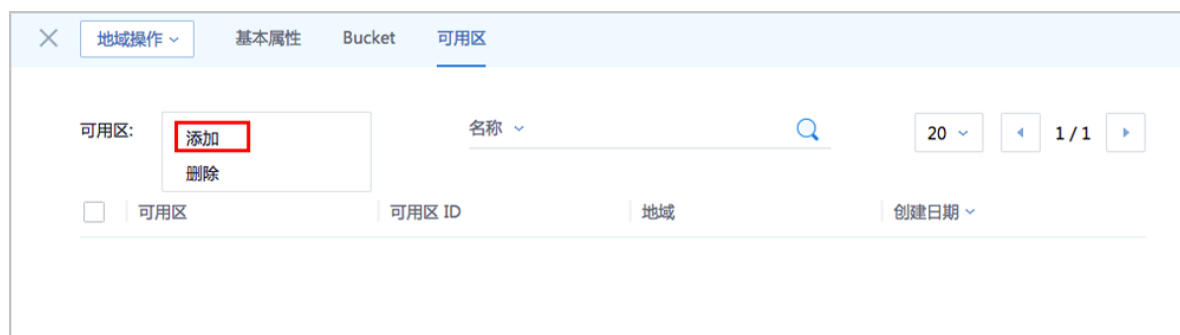 地域操作 基本属性 Bucket 可用区
可用区: 名称 20 1 / 1
添加
删除
可用区 可用区 ID 地域 创建日期